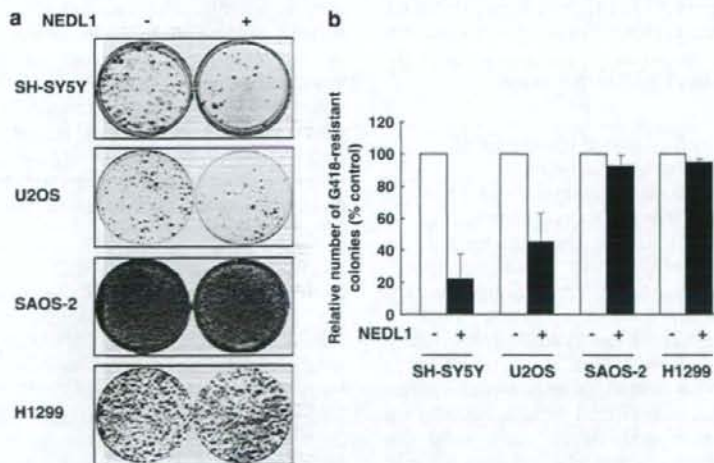 a
NEDL1 - +
SH-SY5Y
U2OS
SAOS-2
H1299
b
Relative number of G418-resistant
colonies (% control)
120
100
80
60
40
20
0
NEDL1 - + - + - + - +
SH-SY5Y U2OS SAOS-2 H1299